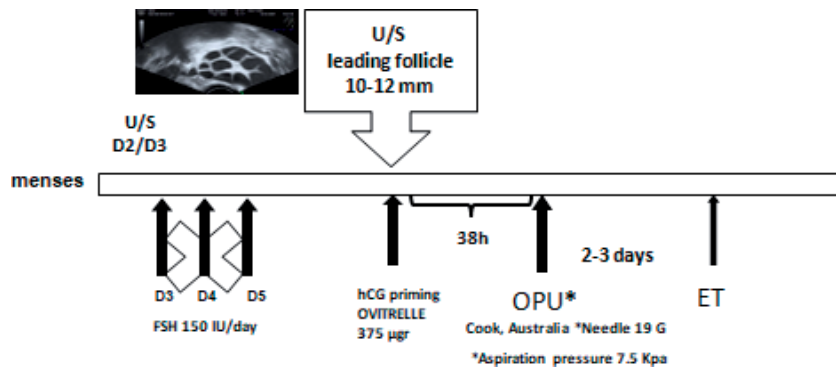 U/S
leading follicle
10-12 mm
U/S
D2/D3
menses
38h
2-3 days
D3 D4 D5
FSH 150 IU/day
hCG priming
OVITRELLE
375 µgr
OPU*
ET
Cook, Australia *Needle 19 G
*Aspiration pressure 7.5 Kpa